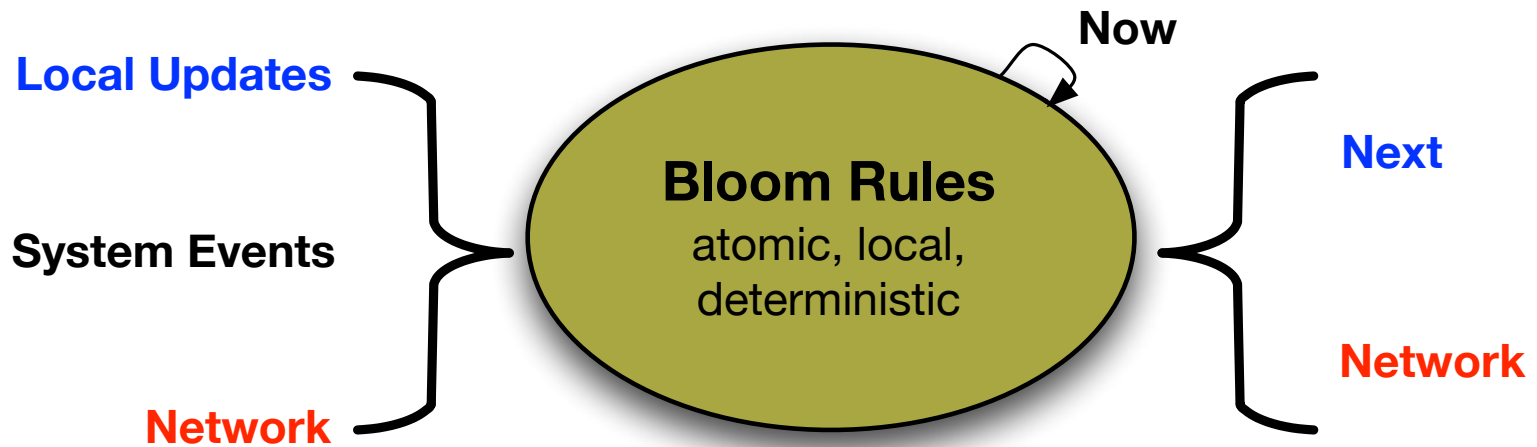 Now
Local Updates
System Events
Network
Bloom Rules
atomic, local,
deterministic
Next
Network